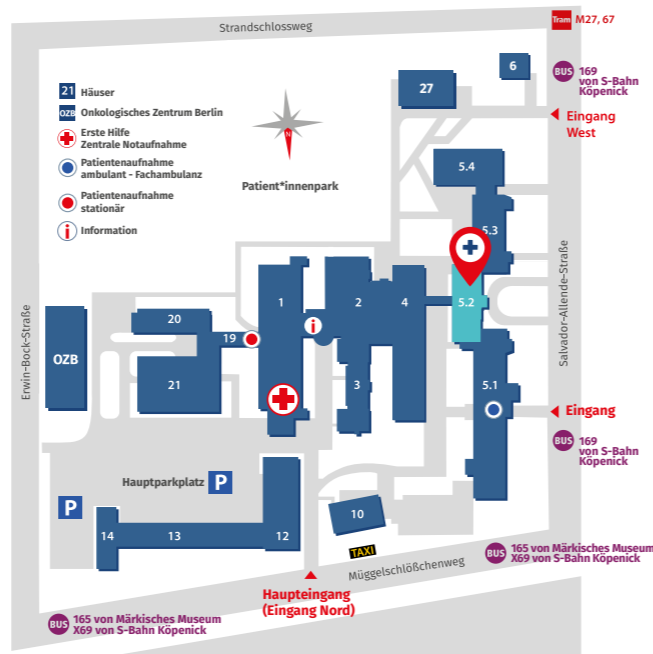 Strandschlossweg
Tram M27, 67
21 Häuser
OZB Onkologisches Zentrum Berlin
Erste Hilfe
Zentrale Notaufnahme
Patientenaufnahme
ambulant - Fachambulanz
Patientenaufnahme
stationär
i Information
N
Patient*innenpark
27
6
BUS 169
von S-Bahn
Köpenick
Eingang
West
5.4
5.3
5.2
5.1
Salvador-Allende-Straße
Erwin-Bock-Straße
OZB
20
19
21
1
i
2
4
3
Eingang
BUS 169
von S-Bahn
Köpenick
Hauptparkplatz P
P
14
13
12
10
TAXI
Müggelschlößchenweg
BUS 165 von Märkisches Museum
X69 von S-Bahn Köpenick
Haupteingang
(Eingang Nord)
BUS 165 von Märkisches Museum
X69 von S-Bahn Köpenick